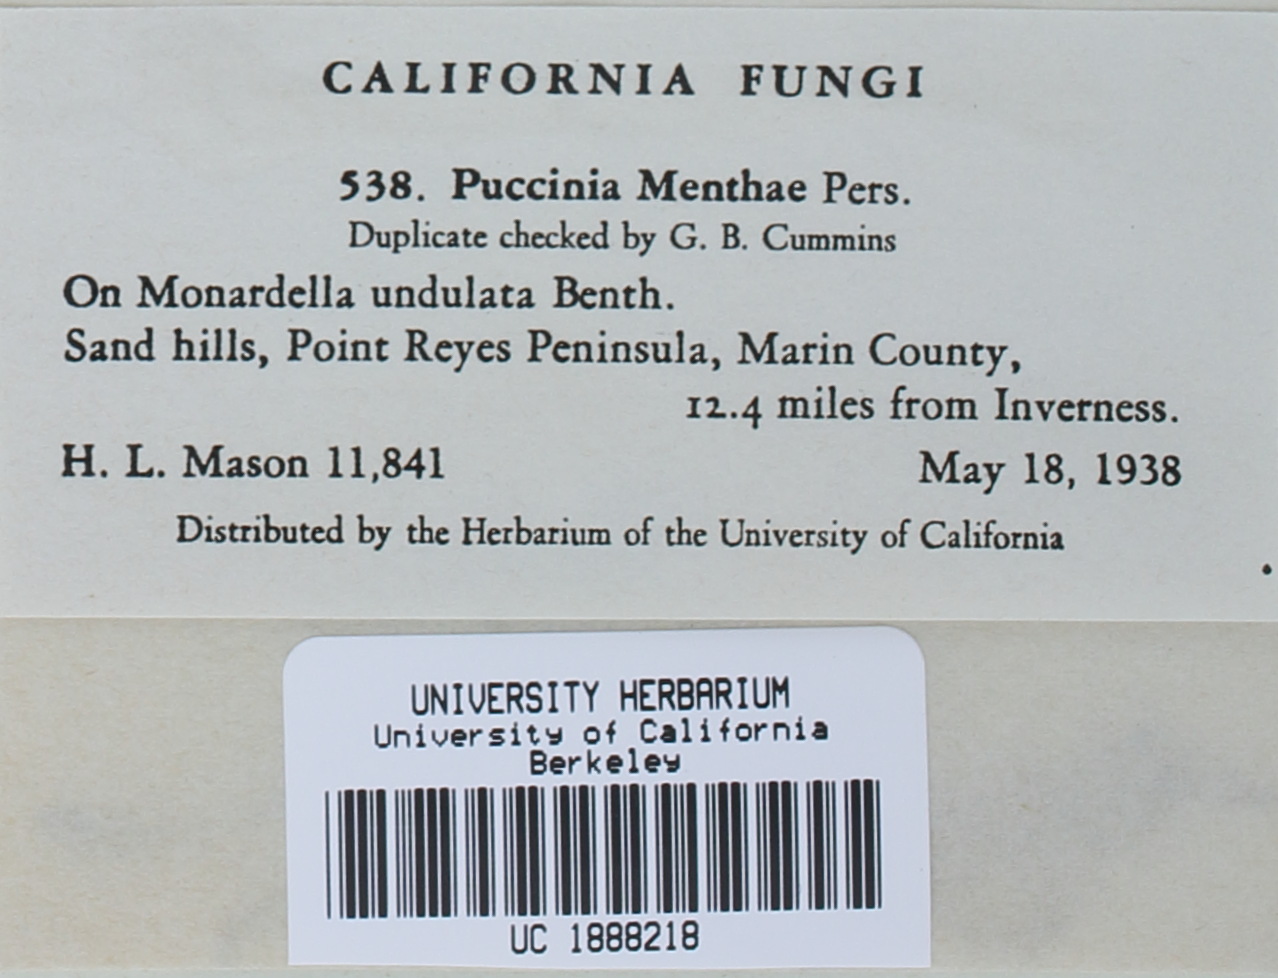 CALIFORNIA FUNGI
538. Puccinia Menthae Pers.
Duplicate checked by G. B. Cummins
On Monardella undulata Benth.
Sand hills, Point Reyes Peninsula, Marin County,
12.4 miles from Inverness.
H. L. Mason 11,841 May 18, 1938
Distributed by the Herbarium of the University of California
UNIVERSITY HERBARIUM
University of California
Berkeley
UC 1888218